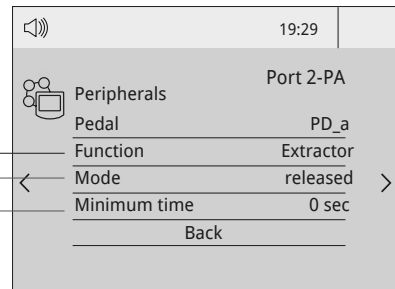 19:29
Port 2-PA
Peripherals
Pedal PD_a
Function Extractor
Mode released
Minimum time 0 sec
Back